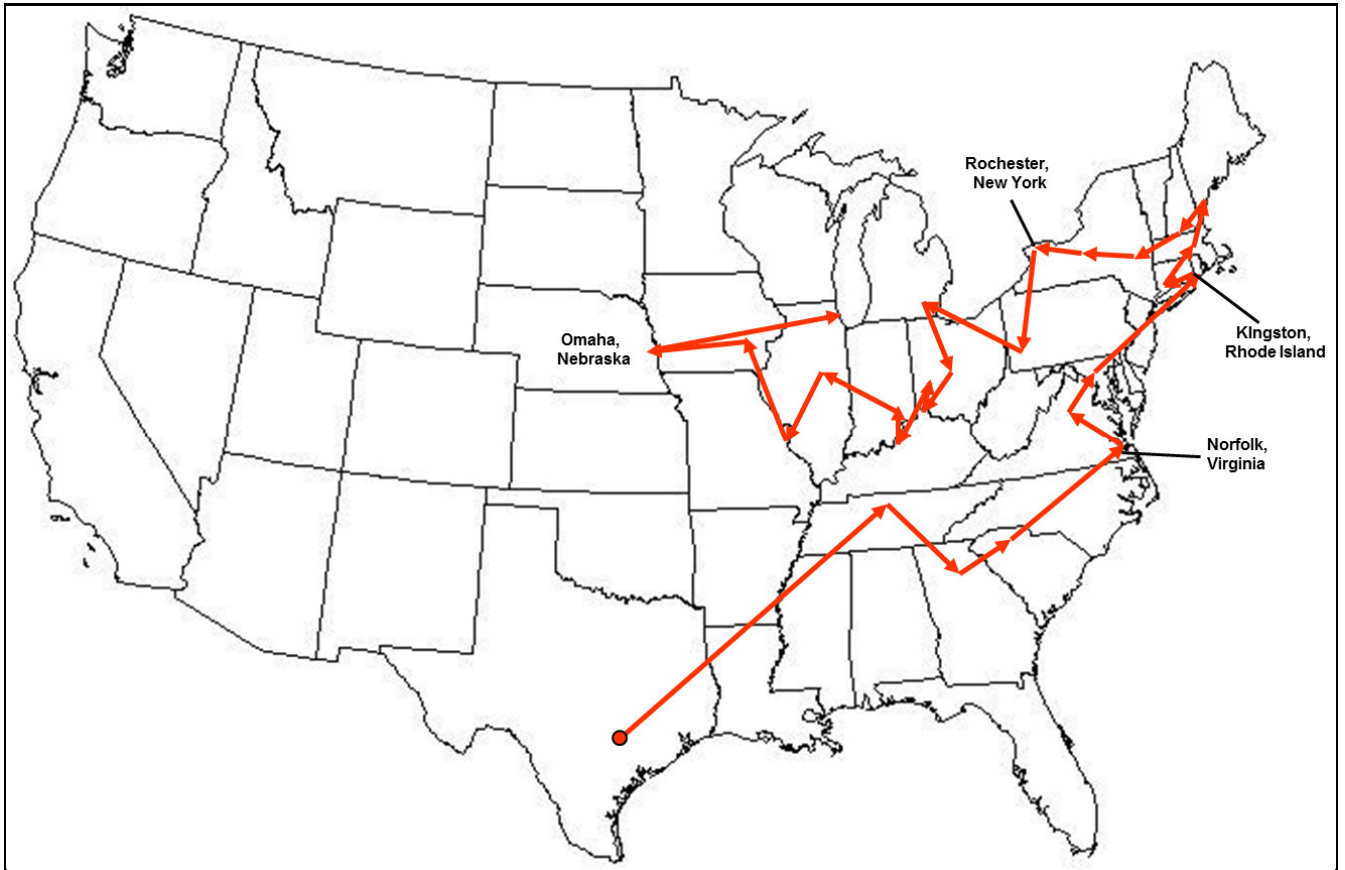 Rochester,
New York
Omaha,
Nebraska
KIngston,
Rhode Island
Norfolk,
Virginia